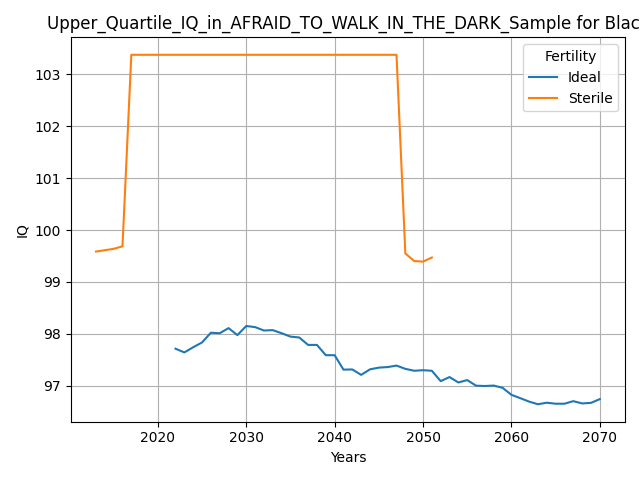 Upper_Quartile_IQ_in_AFRAID_TO_WALK_IN_THE_DARK_Sample for Blac
Fertility
Ideal
Sterile
103
102
101
100
99
98
97
IQ
2020 2030 2040 2050 2060 2070
Years